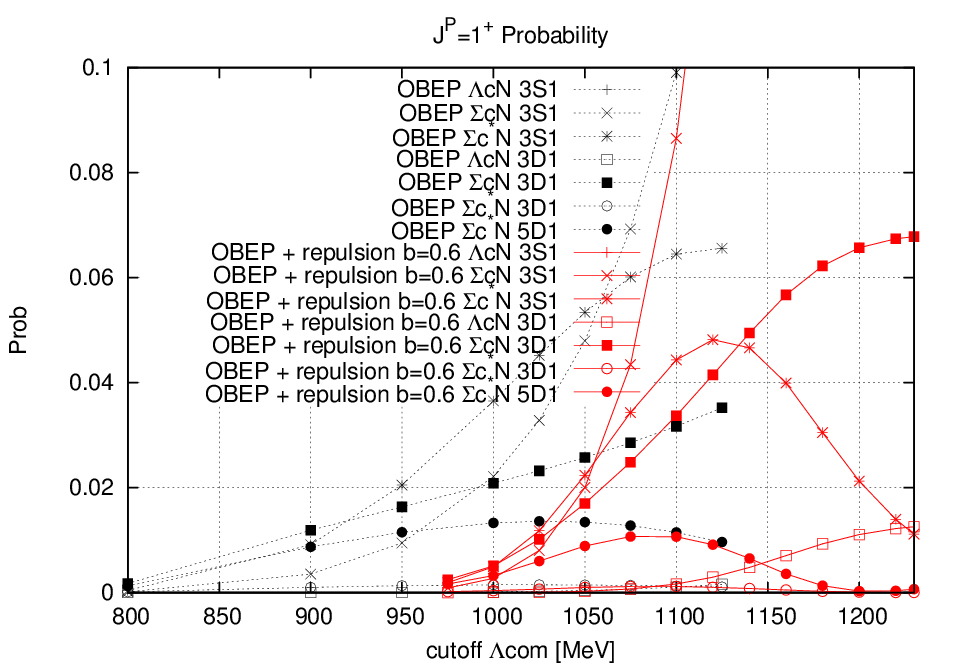 J^P=1^+ Probability
0.1
0.08
0.06
0.04
0.02
0
Prob
OBEP ΛcN 3S1
OBEP ΣcN 3S1
OBEP Σc*N 3S1
OBEP ΛcN 3D1
OBEP ΣcN 3D1
OBEP Σc*N 3D1
OBEP Σc*N 5D1
OBEP + repulsion b=0.6 ΛcN 3S1
OBEP + repulsion b=0.6 ΣcN 3S1
OBEP + repulsion b=0.6 Σc*N 3S1
OBEP + repulsion b=0.6 ΛcN 3D1
OBEP + repulsion b=0.6 ΣcN 3D1
OBEP + repulsion b=0.6 Σc*N 3D1
OBEP + repulsion b=0.6 Σc*N 5D1
800 850 900 950 1000 1050 1100 1150 1200
cutoff Λcom [MeV]